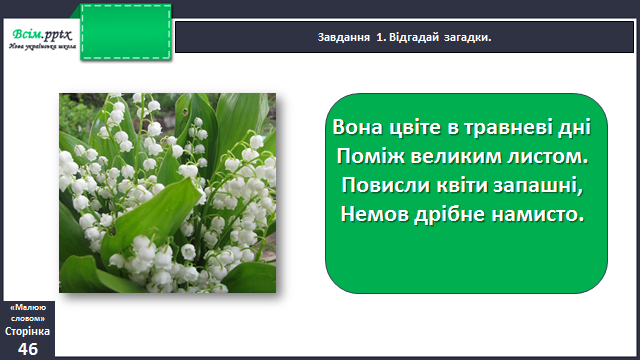 Всім.pptx
Нова українська школа
Завдання 1. Відгадай загадки.
Вона цвіте в травневі дні
Поміж великим листом.
Повисли квіти запашні,
Немов дрібне намисто.
«Малюю
словом»
Сторінка
46